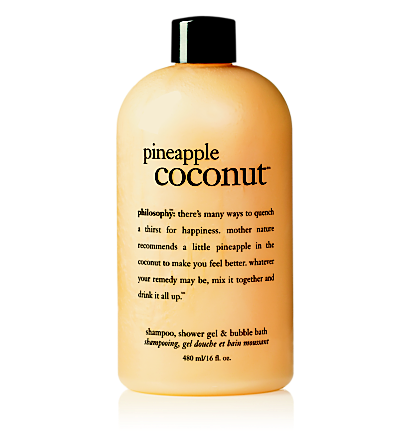 pineapple
coconut™
philosophy:™ there's many ways to quench
a thirst for happiness. mother nature
recommends a little pineapple in the
coconut to make you feel better. whatever
your remedy may be, mix it together and
drink it all up.™
shampoo, shower gel & bubble bath
shampooing, gel douche et bain moussant
480 ml/16 fl. oz.